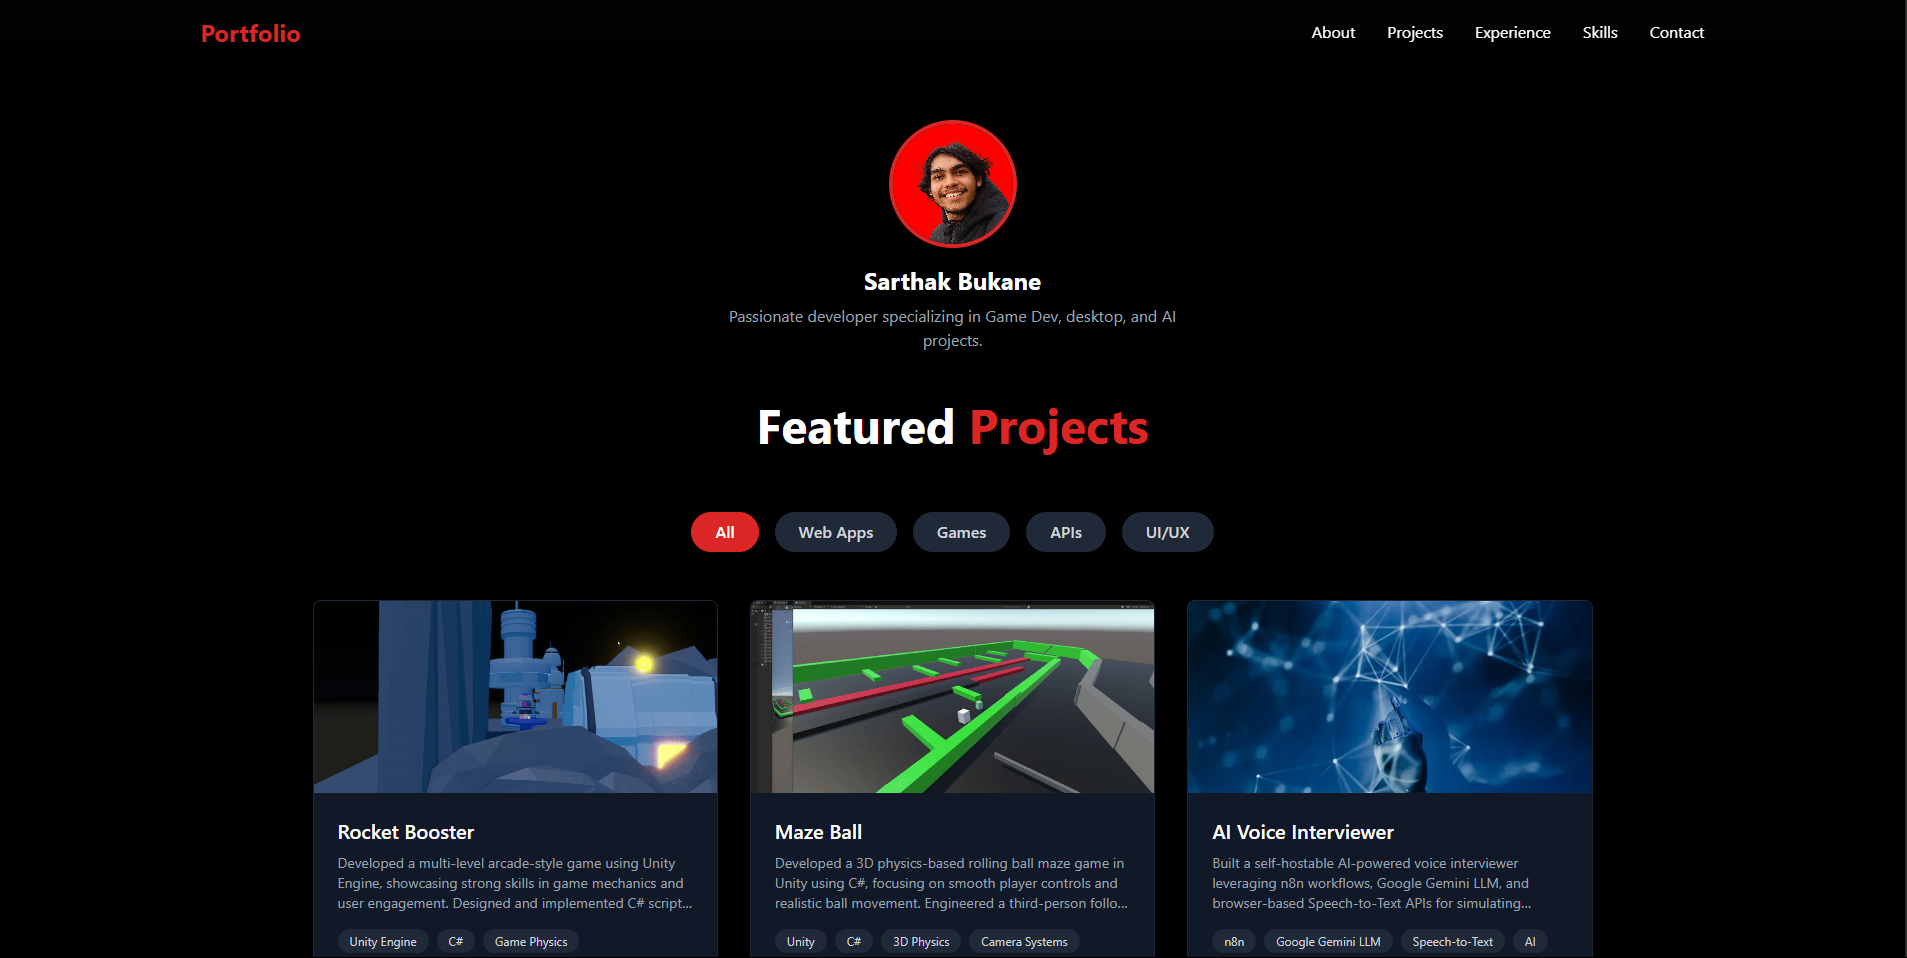 Portfolio
About Projects Experience Skills Contact
Sarthak Bukane
Passionate developer specializing in Game Dev, desktop, and AI
projects.
Featured Projects
All Web Apps Games APIs UI/UX
Rocket Booster
Developed a multi-level arcade-style game using Unity
Engine, showcasing strong skills in game mechanics and
user engagement. Designed and implemented C# script...
Unity Engine C# Game Physics
Maze Ball
Developed a 3D physics-based rolling ball maze game in
Unity using C#, focusing on smooth player controls and
realistic ball movement. Engineered a third-person follo...
Unity C# 3D Physics Camera Systems
AI Voice Interviewer
Built a self-hostable AI-powered voice interviewer
leveraging n8n workflows, Google Gemini LLM, and
browser-based Speech-to-Text APIs for simulating...
n8n Google Gemini LLM Speech-to-Text AI